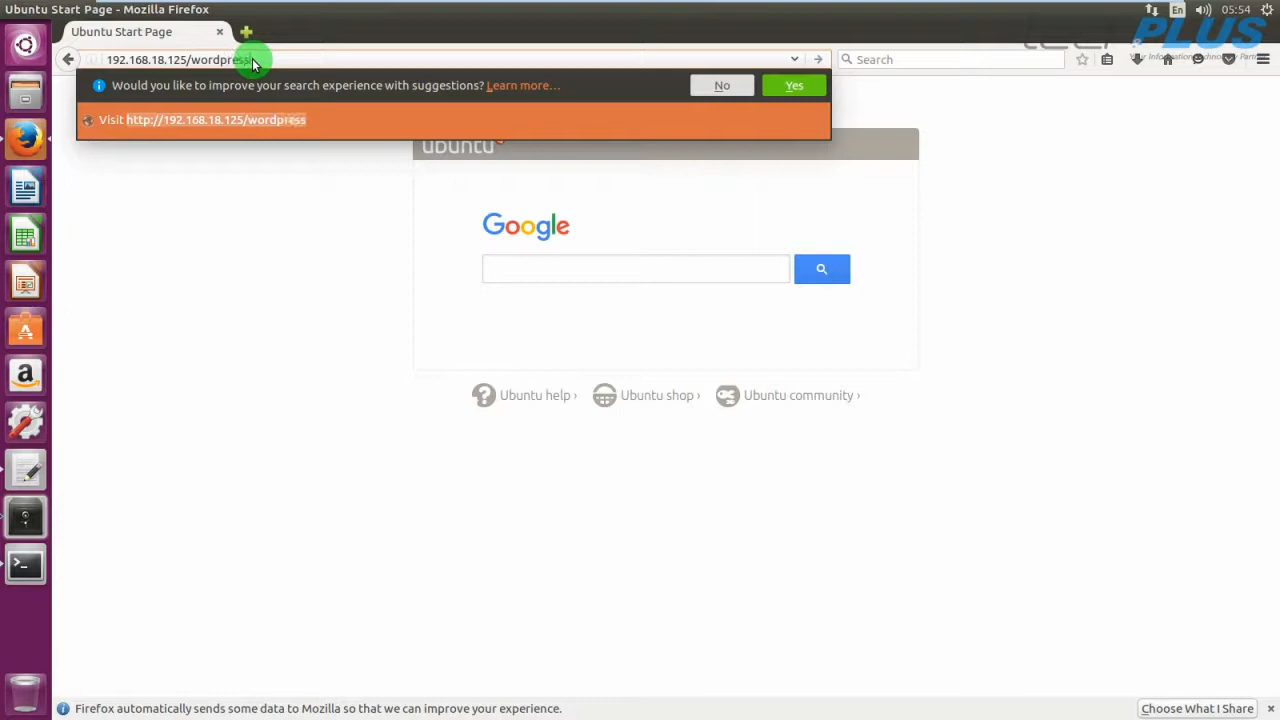 Ubuntu Start Page - Mozilla Firefox
En
05:54
Ubuntu Start Page
PLUS
192.168.18.125/wordpress
Search
Would you like to improve your search experience with suggestions? Learn more…
No
Yes
Visit http://192.168.18.125/wordpress
ubuntu
Google
Ubuntu help ›
Ubuntu shop ›
Ubuntu community ›
Firefox automatically sends some data to Mozilla so that we can improve your experience.
Choose What I Share